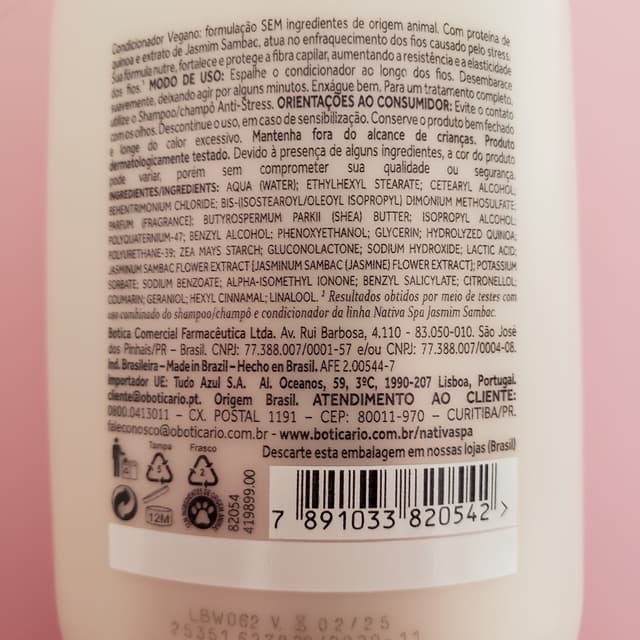 Condicionador Vegano: formulação SEM ingredientes de origem animal. Com proteína de
quinoa e extrato de Jasmim Sambac, atua no enfraquecimento dos fios causado pelo stress.
Sua fórmula nutre, fortalece e protege a fibra capilar, aumentando a resistência e a elasticidade
dos fios.¹ MODO DE USO: Espalhe o condicionador ao longo dos fios. Desembarace
suavemente, deixando agir por alguns minutos. Enxágue bem. Para um tratamento completo,
utilize o Shampoo/champô Anti-Stress. ORIENTAÇÕES AO CONSUMIDOR: Evite o contato
com os olhos. Descontinue o uso, em caso de sensibilização. Conserve o produto bem fechado
e longe do calor excessivo. Mantenha fora do alcance de crianças. Produto
dermatologicamente testado. Devido à presença de alguns ingredientes, a cor do produto
pode variar, porém sem comprometer sua qualidade ou segurança.
INGREDIENTES/INGREDIENTS: AQUA (WATER); ETHYLHEXYL STEARATE; CETEARYL ALCOHOL;
BEHENTRIMONIUM CHLORIDE; BIS-(ISOSTEAROYL/OLEOYL ISOPROPYL) DIMONIUM METHOSULFATE;
PARFUM (FRAGRANCE); BUTYROSPERMUM PARKII (SHEA) BUTTER; ISOPROPYL ALCOHOL;
POLYQUATERNIUM-47; BENZYL ALCOHOL; PHENOXYETHANOL; GLYCERIN; HYDROLYZED QUINOA;
POLYURETHANE-39; ZEA MAYS STARCH; GLUCONOLACTONE; SODIUM HYDROXIDE; LACTIC ACID;
JASMINUM SAMBAC FLOWER EXTRACT [JASMINUM SAMBAC (JASMINE) FLOWER EXTRACT]; POTASSIUM
SORBATE; SODIUM BENZOATE; ALPHA-ISOMETHYL IONONE; BENZYL SALICYLATE; CITRONELLOL;
COUMARIN; GERANIOL; HEXYL CINNAMAL; LINALOOL. ¹ Resultados obtidos por meio de testes com
uso combinado do shampoo/champô e condicionador da linha Nativa Spa Jasmim Sambac.
Botica Comercial Farmacêutica Ltda. Av. Rui Barbosa, 4.110 - 83.050-010. São José
dos Pinhais/PR – Brasil. CNPJ: 77.388.007/0001-57 e/ou CNPJ: 77.388.007/0004-08.
Ind. Brasileira – Made in Brazil – Hecho en Brasil. AFE 2.00544-7
Importador UE: Tudo Azul S.A. Al. Oceanos, 59, 3ºC, 1990-207 Lisboa, Portugal.
cliente@oboticario.pt. Origem Brasil. ATENDIMENTO AO CLIENTE:
0800.0413011 – CX. POSTAL 1191 – CEP: 80011-970 – CURITIBA/PR.
faleconosco@oboticario.com.br - www.boticario.com.br/nativaspa
Descarte esta embalagem em nossas lojas (Brasil)
Tampa Frasco
5 2
12M
SEM INGREDIENTES DE ORIGEM ANIMAL
82054
419899.00
7 891033 820542 >
LBW062 V. 02/25